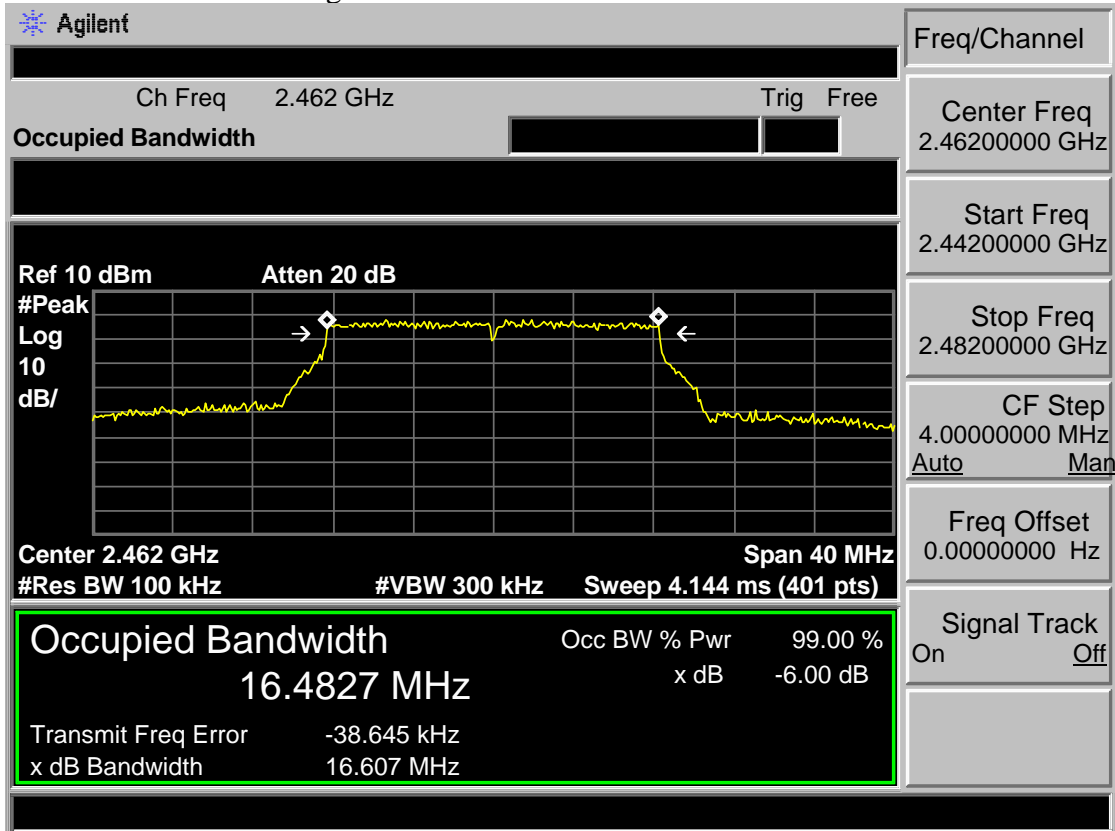 Agilent
Freq/Channel
Ch Freq 2.462 GHz Trig Free
Occupied Bandwidth
Center Freq
2.46200000 GHz
Start Freq
2.44200000 GHz
Stop Freq
2.48200000 GHz
CF Step
4.00000000 MHz
Auto Man
Freq Offset
0.00000000 Hz
Signal Track
On Off
Ref 10 dBm Atten 20 dB
#Peak
Log
10
dB/
Center 2.462 GHz Span 40 MHz
#Res BW 100 kHz #VBW 300 kHz Sweep 4.144 ms (401 pts)
Occupied Bandwidth Occ BW % Pwr 99.00 %
16.4827 MHz x dB -6.00 dB
Transmit Freq Error -38.645 kHz
x dB Bandwidth 16.607 MHz